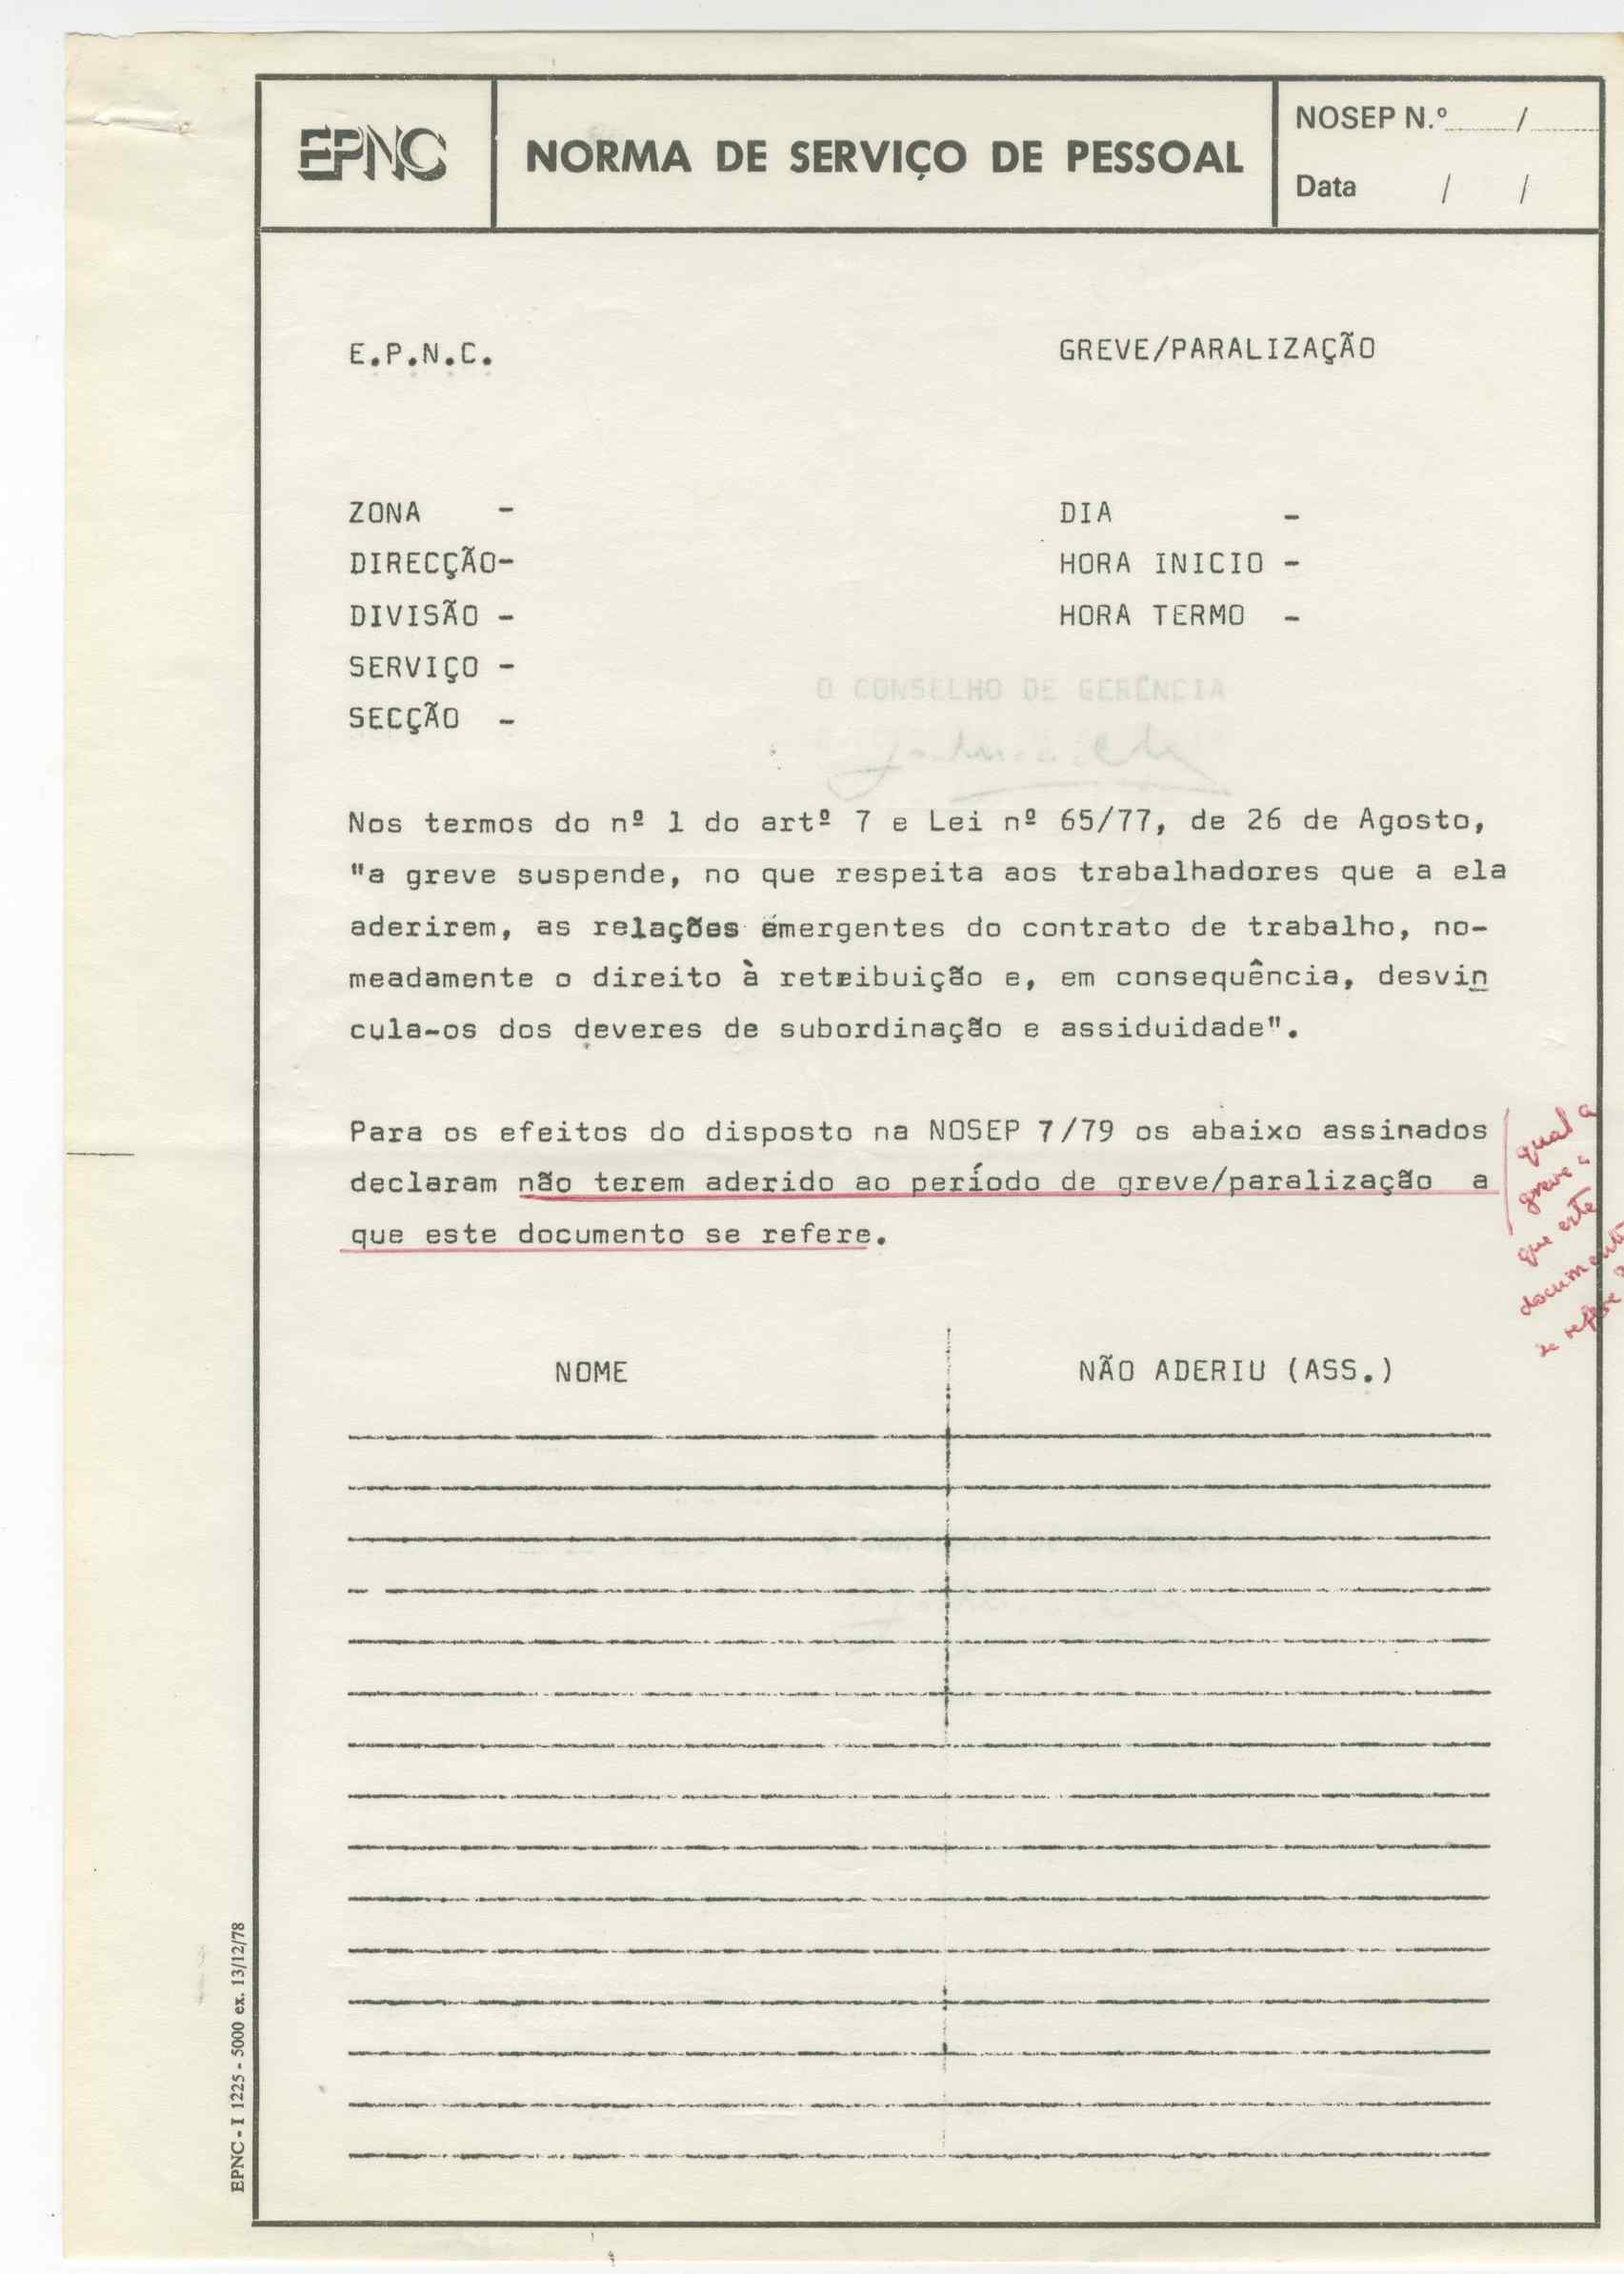 EPNC
NORMA DE SERVIÇO DE PESSOAL
NOSEP N.º ....... / .......
Data / /
E.P.N.C.
GREVE/PARALIZAÇÃO
ZONA -
DIRECÇÃO-
DIVISÃO -
SERVIÇO -
SECÇÃO -
DIA -
HORA INICIO -
HORA TERMO -
O CONSELHO DE GERÊNCIA
Nos termos do nº 1 do artº 7 e Lei nº 65/77, de 26 de Agosto,
"a greve suspende, no que respeita aos trabalhadores que a ela
aderirem, as relações emergentes do contrato de trabalho, no-
meadamente o direito à retribuição e, em consequência, desvin
cula-os dos deveres de subordinação e assiduidade".
Para os efeitos do disposto na NOSEP 7/79 os abaixo assinados
declaram não terem aderido ao período de greve/paralização a
que este documento se refere.
qual a
greve a
que este
documento
se refere ?
NOME
NÃO ADERIU (ASS.)
EPNC - I 1225 - 5000 ex. 13/12/78